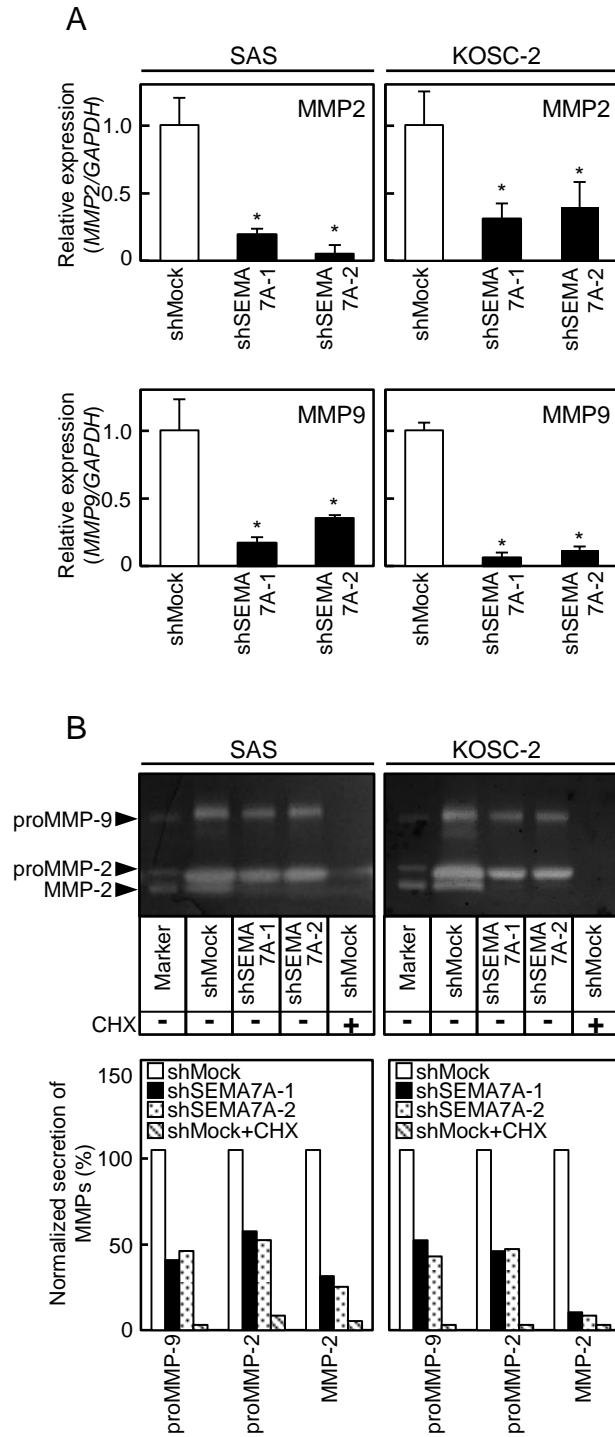 A
SAS
KOSC-2
Relative expression
(MMP2/GAPDH)
1.0
0.5
0
MMP2
*
*
shMock
shSEMA
7A-1
shSEMA
7A-2
MMP2
*
*
shMock
shSEMA
7A-1
shSEMA
7A-2
Relative expression
(MMP9/GAPDH)
1.0
0.5
0
MMP9
*
*
shMock
shSEMA
7A-1
shSEMA
7A-2
MMP9
*
*
shMock
shSEMA
7A-1
shSEMA
7A-2
B
SAS
KOSC-2
proMMP-9
proMMP-2
MMP-2
Marker
shMock
shSEMA
7A-1
shSEMA
7A-2
shMock
Marker
shMock
shSEMA
7A-1
shSEMA
7A-2
shMock
CHX - - - - + - - - - +
Normalized secretion of
MMPs (%)
150
100
50
0
shMock
shSEMA7A-1
shSEMA7A-2
shMock+CHX
proMMP-9
proMMP-2
MMP-2
shMock
shSEMA7A-1
shSEMA7A-2
shMock+CHX
proMMP-9
proMMP-2
MMP-2